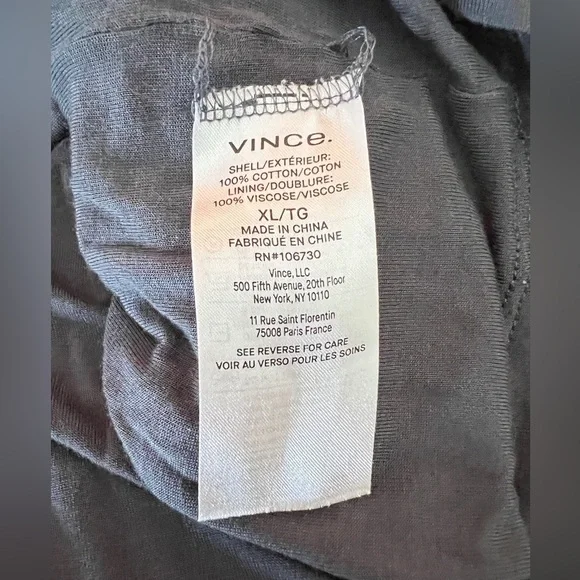 VINCE.
SHELL/EXTÉRIEUR:
100% COTTON/COTON
LINING/DOUBLURE:
100% VISCOSE/VISCOSE
XL/TG
MADE IN CHINA
FABRIQUÉ EN CHINE
RN#106730
Vince, LLC
500 Fifth Avenue, 20th Floor
New York, NY 10110
11 Rue Saint Florentin
75008 Paris France
SEE REVERSE FOR CARE
VOIR AU VERSO POUR LES SOINS